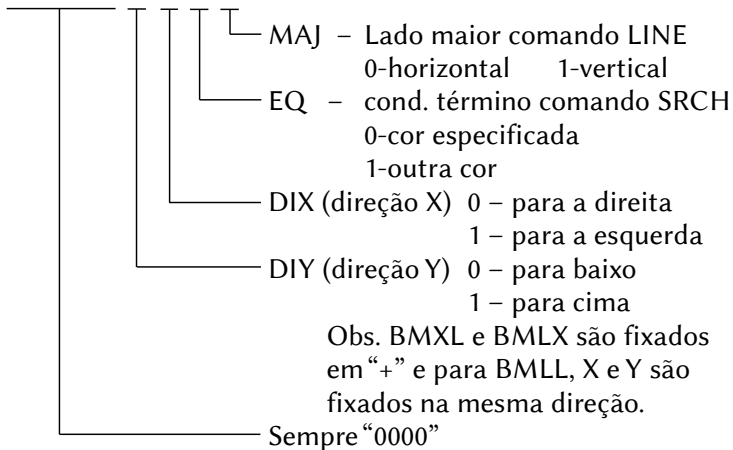 MAJ – Lado maior comando LINE
0-horizontal 1-vertical
EQ – cond. término comando SRCH
0-cor especificada
1-outra cor
DIX (direção X) 0 – para a direita
1 – para a esquerda
DIY (direção Y) 0 – para baixo
1 – para cima
Obs. BMXL e BMLX são fixados
em “+” e para BMLL, X e Y são
fixados na mesma direção.
Sempre “0000”